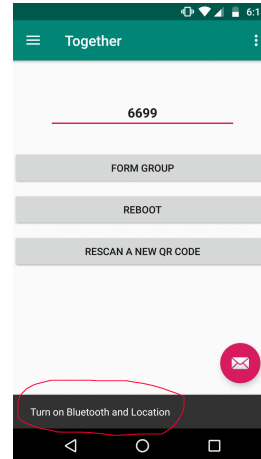 6:1
Together
6699
FORM GROUP
REBOOT
RESCAN A NEW QR CODE
Turn on Bluetooth and Location